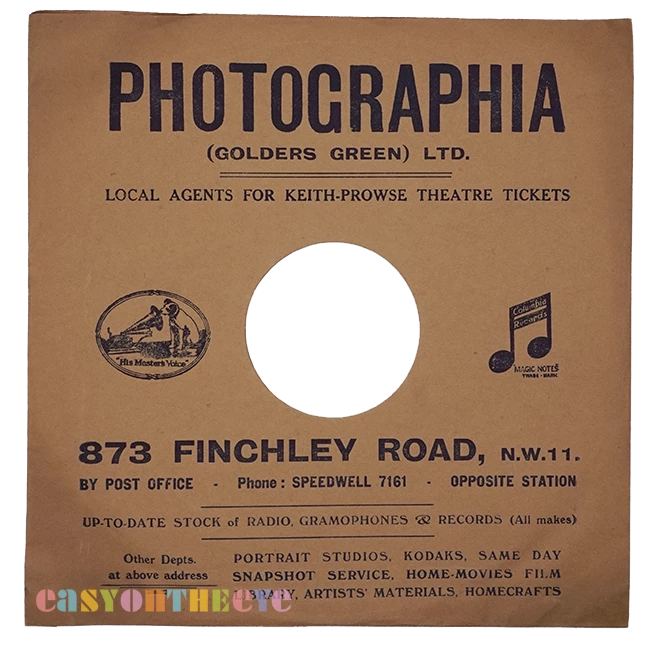 PHOTOGRAPHIA
(GOLDERS GREEN) LTD.
LOCAL AGENTS FOR KEITH-PROWSE THEATRE TICKETS
"His Master's Voice"
Columbia
Records
MAGIC NOTES
TRADE-MARK.
873 FINCHLEY ROAD, N.W.11.
BY POST OFFICE - Phone: SPEEDWELL 7161 - OPPOSITE STATION
UP-TO-DATE STOCK of RADIO, GRAMOPHONES & RECORDS (All makes)
Other Depts. PORTRAIT STUDIOS, KODAKS, SAME DAY
at above address SNAPSHOT SERVICE, HOME-MOVIES FILM
LIBRARY, ARTISTS' MATERIALS, HOMECRAFTS
easyontheeye